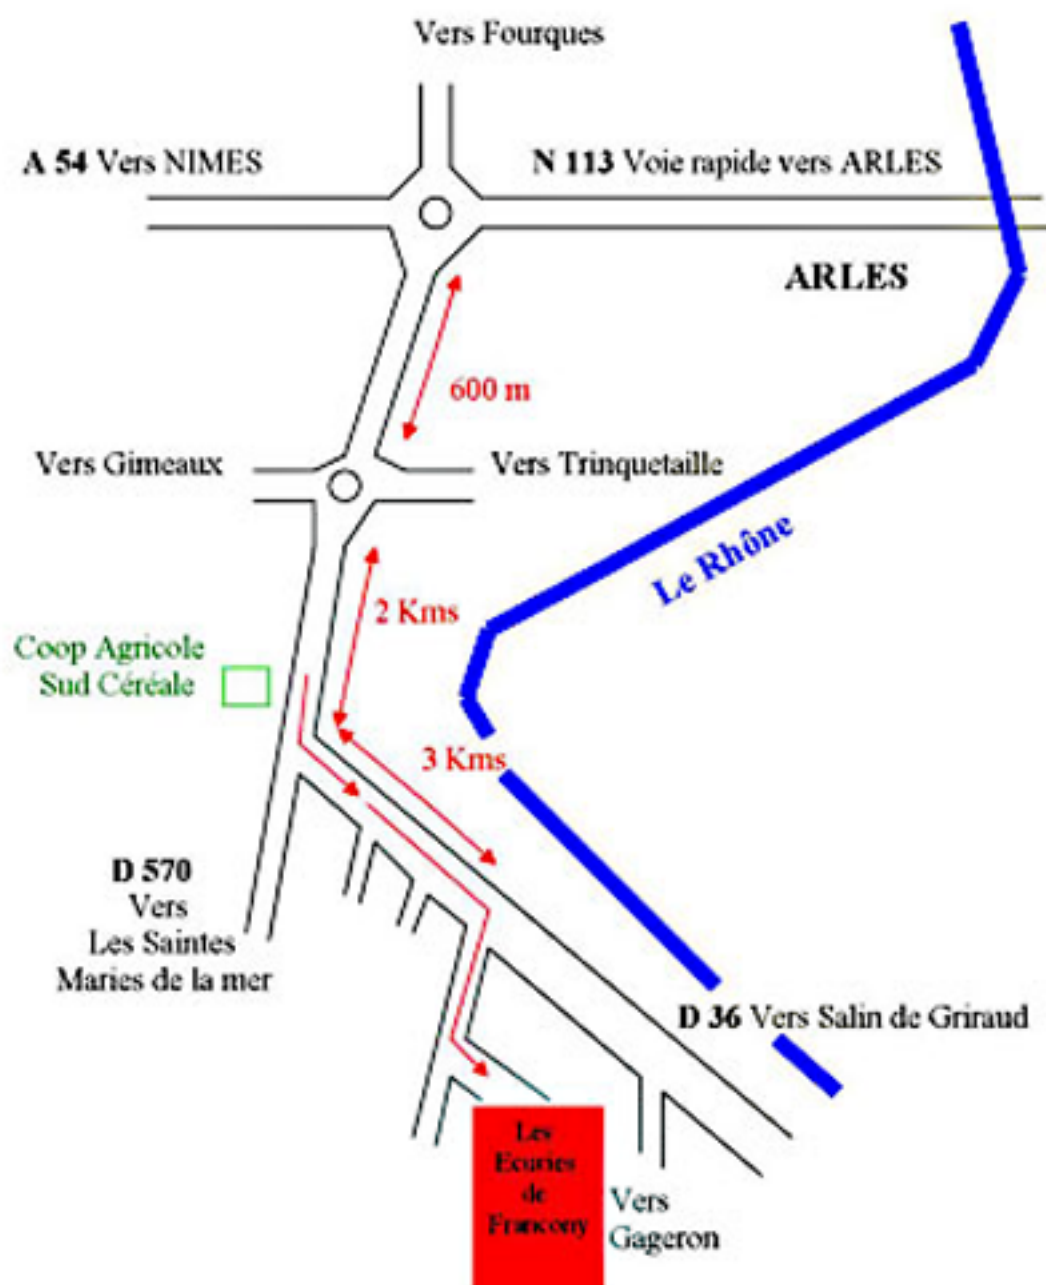 Vers Fourques
A 54 Vers NIMES
N 113 Voie rapide vers ARLES
ARLES
600 m
Vers Gimeaux
Vers Trinquetaille
Le Rhône
2 Kms
Coop Agricole
Sud Céréale
3 Kms
D 570
Vers
Les Saintes
Maries de la mer
D 36 Vers Salin de Griraud
Les
Ecuries
de
Francony
Vers
Gageron